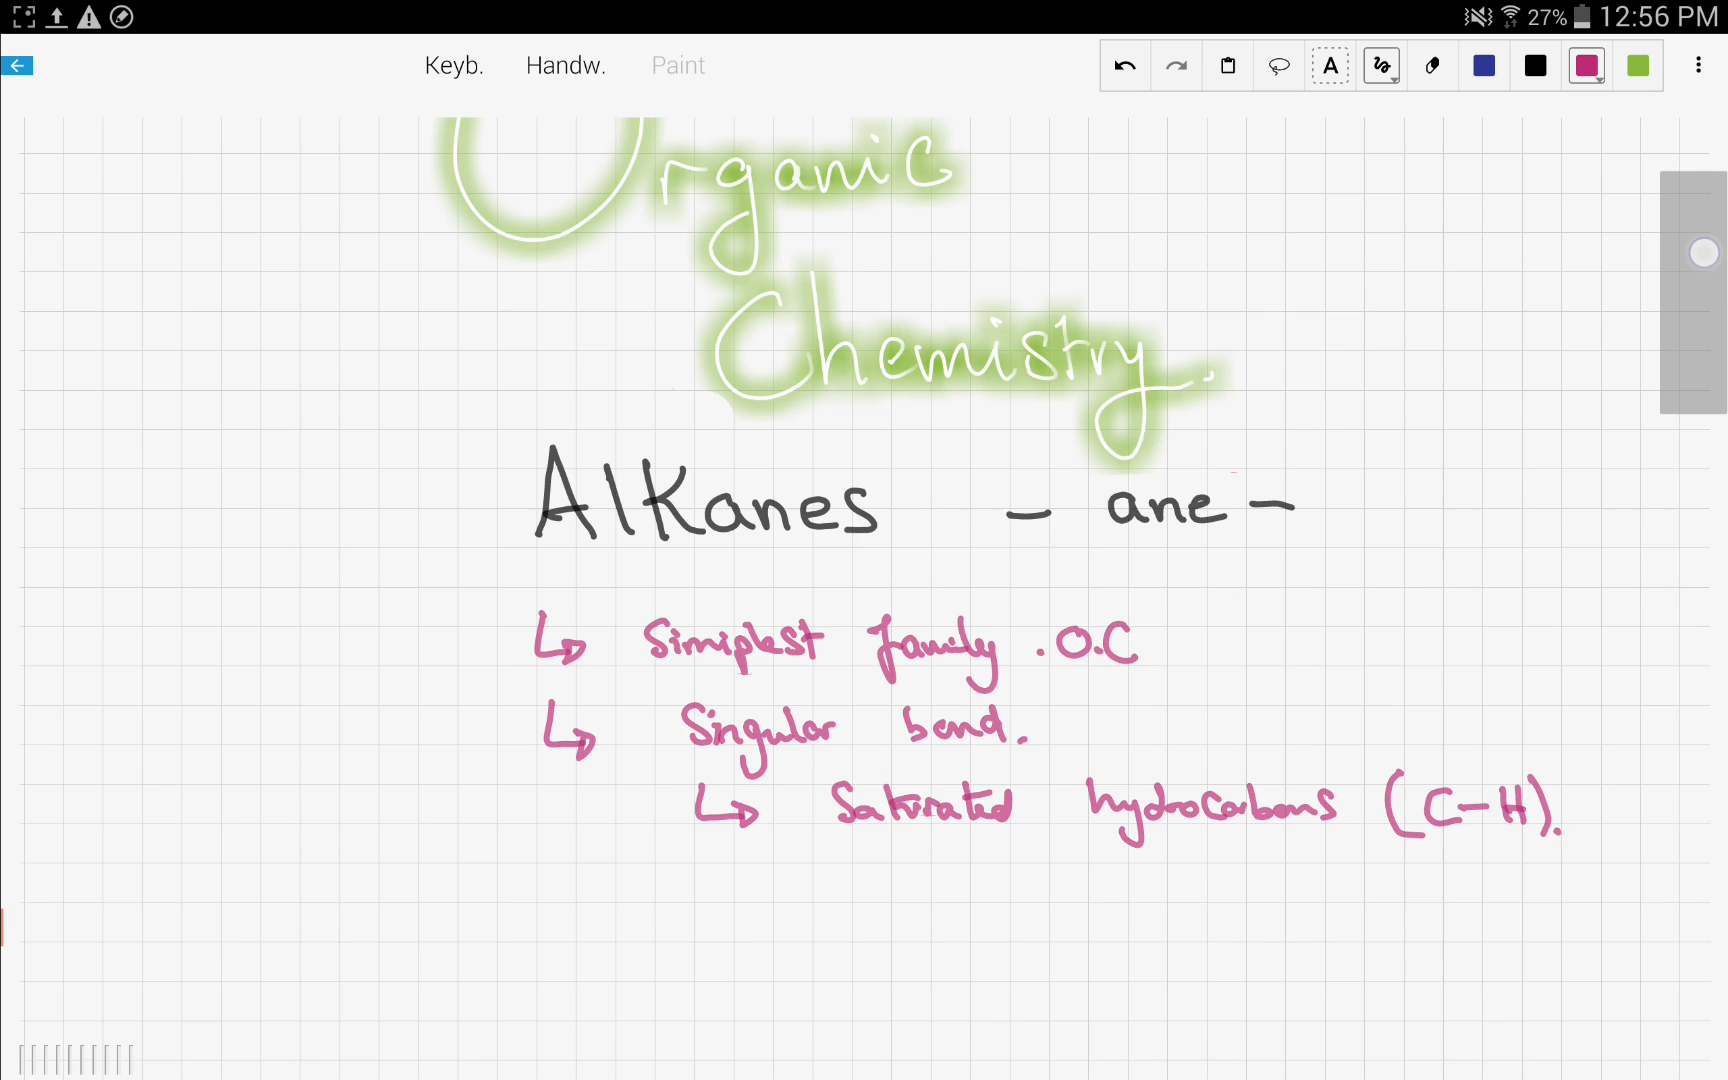 27% 12:56 PM
Keyb. Handw. Paint A
Organic
Chemistry.
Alkanes - ane -
↳ Simplest family . O.C
↳ Singular bond.
↳ Saturated hydrocarbons (C-H).